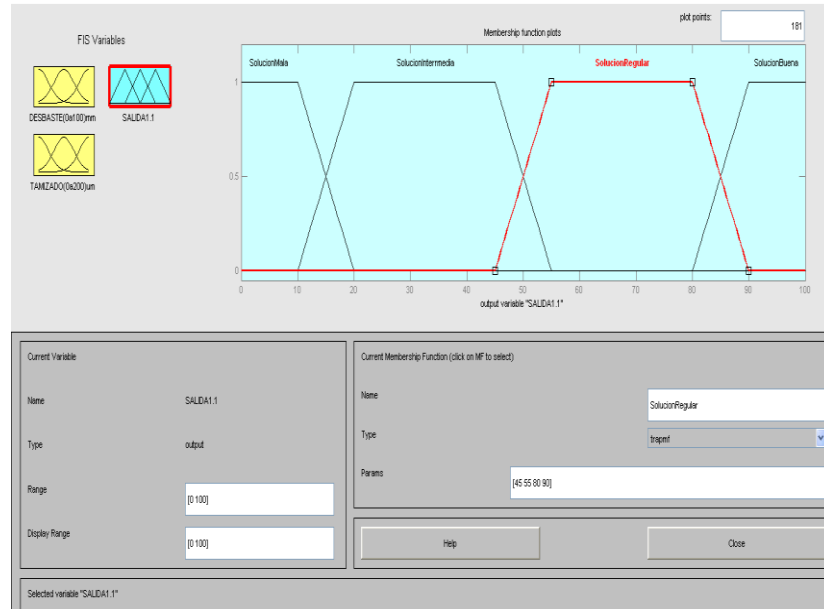 plot points:
181
FIS Variables
Membership function plots
DESBASTE(0a100)mm
SALIDA1.1
TAMIZADO(0a200)um
SolucionMala
SolucionIntermedia
SolucionRegular
SolucionBuena
1
0.5
0
0 10 20 30 40 50 60 70 80 90 100
output variable "SALIDA1.1"
Current Variable
Name SALIDA1.1
Type output
Range [0 100]
Display Range [0 100]
Current Membership Function (click on MF to select)
Name SolucionRegular
Type trapmf
Params [45 55 80 90]
Help Close
Selected variable "SALIDA1.1"